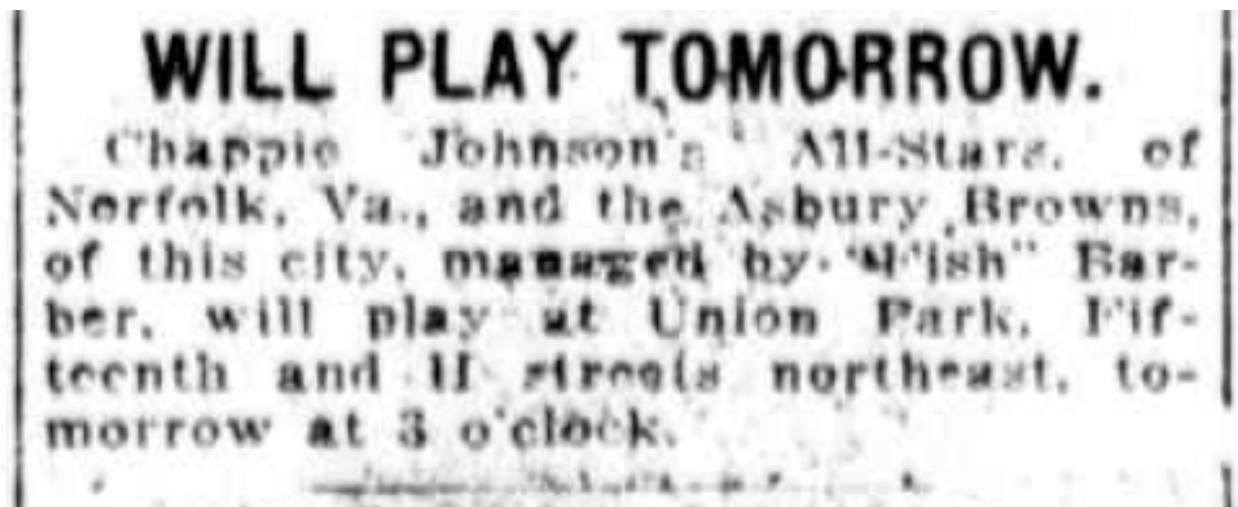 WILL PLAY TOMORROW.
Chappie Johnson's All-Stars, of
Norfolk, Va., and the Asbury Browns,
of this city, managed by "Fish" Bar-
ber, will play at Union Park, Fif-
teenth and H streets northeast, to-
morrow at 3 o'clock.